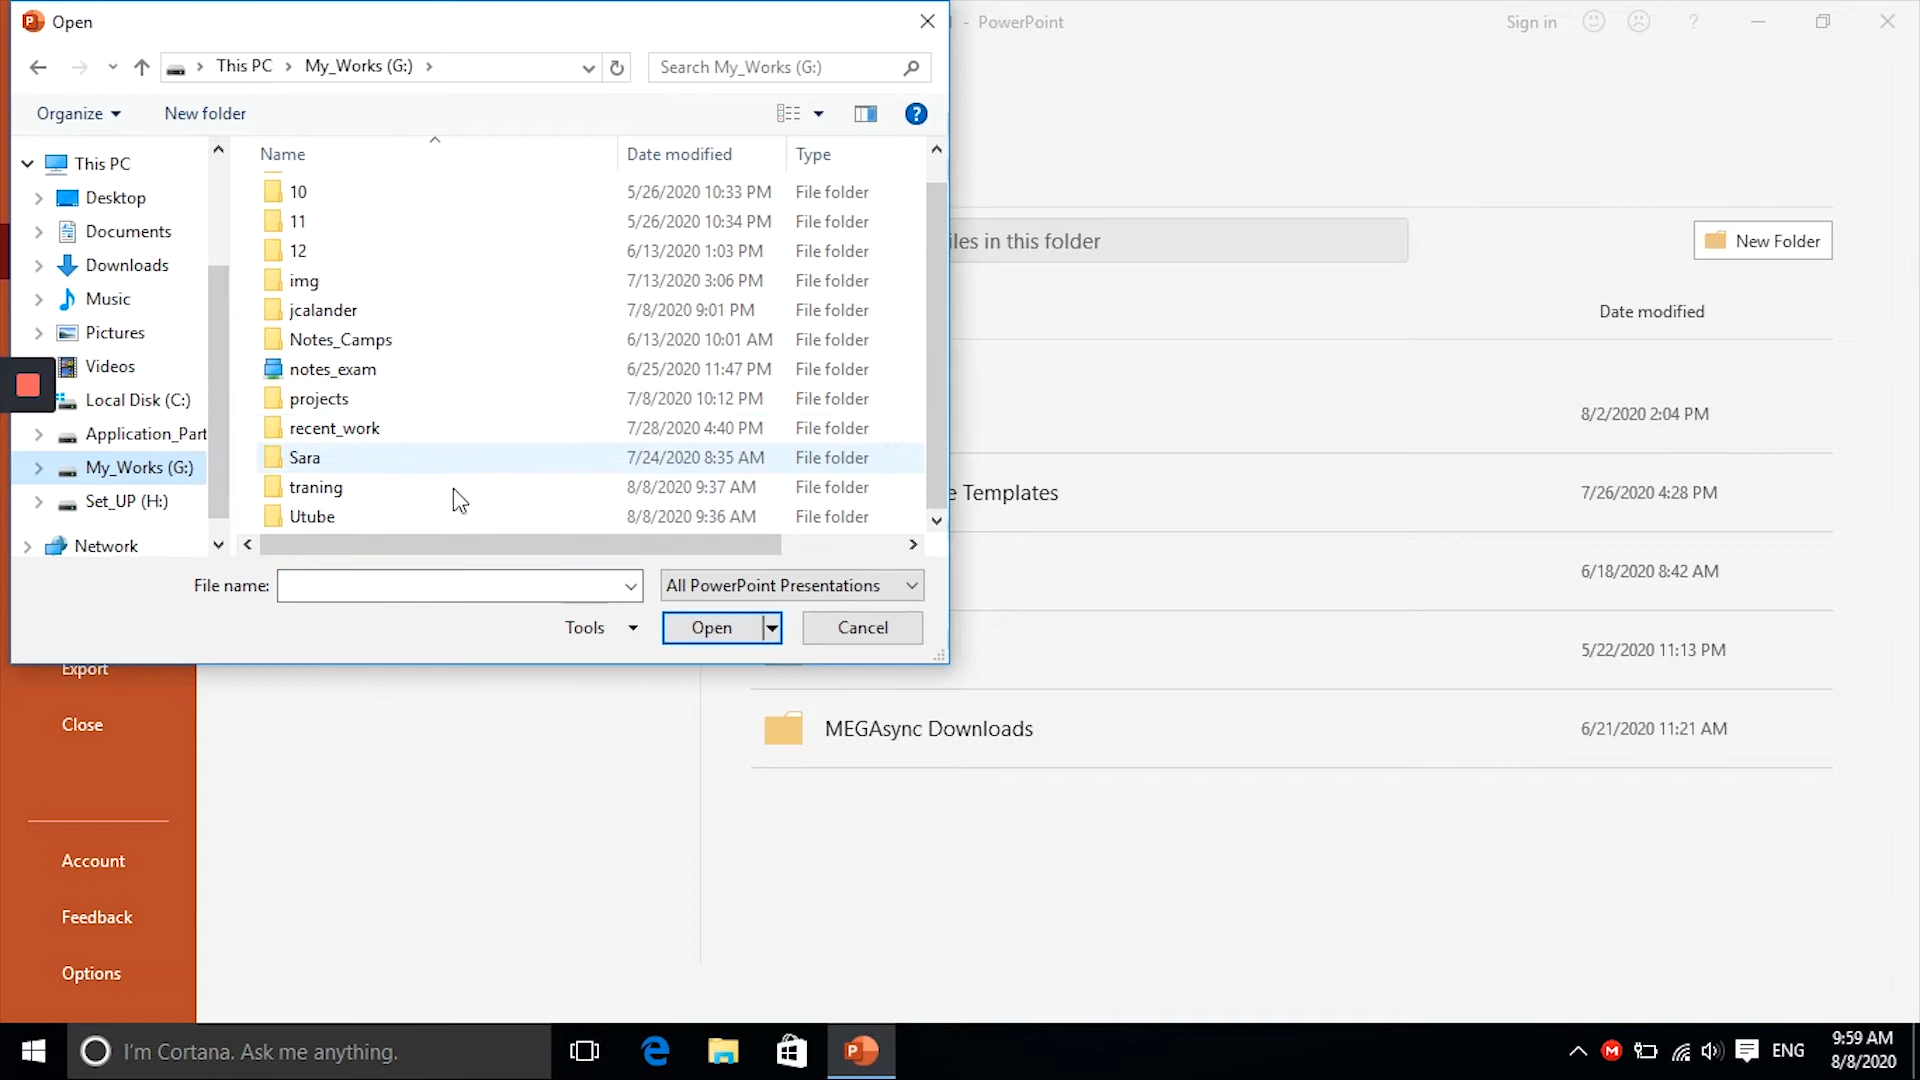 Open
- PowerPoint
Sign in
?
This PC
My_Works (G:)
Search My_Works (G:)
Organize
New folder
?
This PC
Desktop
Documents
Downloads
Music
Pictures
Videos
Local Disk (C:)
Application_Part
My_Works (G:)
Set_UP (H:)
Network
Name Date modified Type
10 5/26/2020 10:33 PM File folder
11 5/26/2020 10:34 PM File folder
12 6/13/2020 1:03 PM File folder
img 7/13/2020 3:06 PM File folder
jcalander 7/8/2020 9:01 PM File folder
Notes_Camps 6/13/2020 10:01 AM File folder
notes_exam 6/25/2020 11:47 PM File folder
projects 7/8/2020 10:12 PM File folder
recent_work 7/28/2020 4:40 PM File folder
Sara 7/24/2020 8:35 AM File folder
traning 8/8/2020 9:37 AM File folder
Utube 8/8/2020 9:36 AM File folder
File name:
All PowerPoint Presentations
Tools
Open
Cancel
iles in this folder
New Folder
Date modified
8/2/2020 2:04 PM
e Templates 7/26/2020 4:28 PM
6/18/2020 8:42 AM
5/22/2020 11:13 PM
MEGAsync Downloads 6/21/2020 11:21 AM
Export
Close
Account
Feedback
Options
I'm Cortana. Ask me anything.
ENG
9:59 AM
8/8/2020